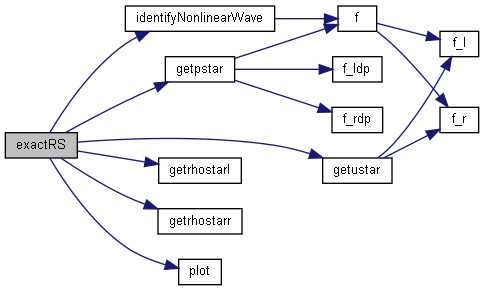 identifyNonlinearWave
f
f_l
getpstar
f_ldp
f_rdp
f_r
exactRS
getrhostarl
getustar
getrhostarr
plot